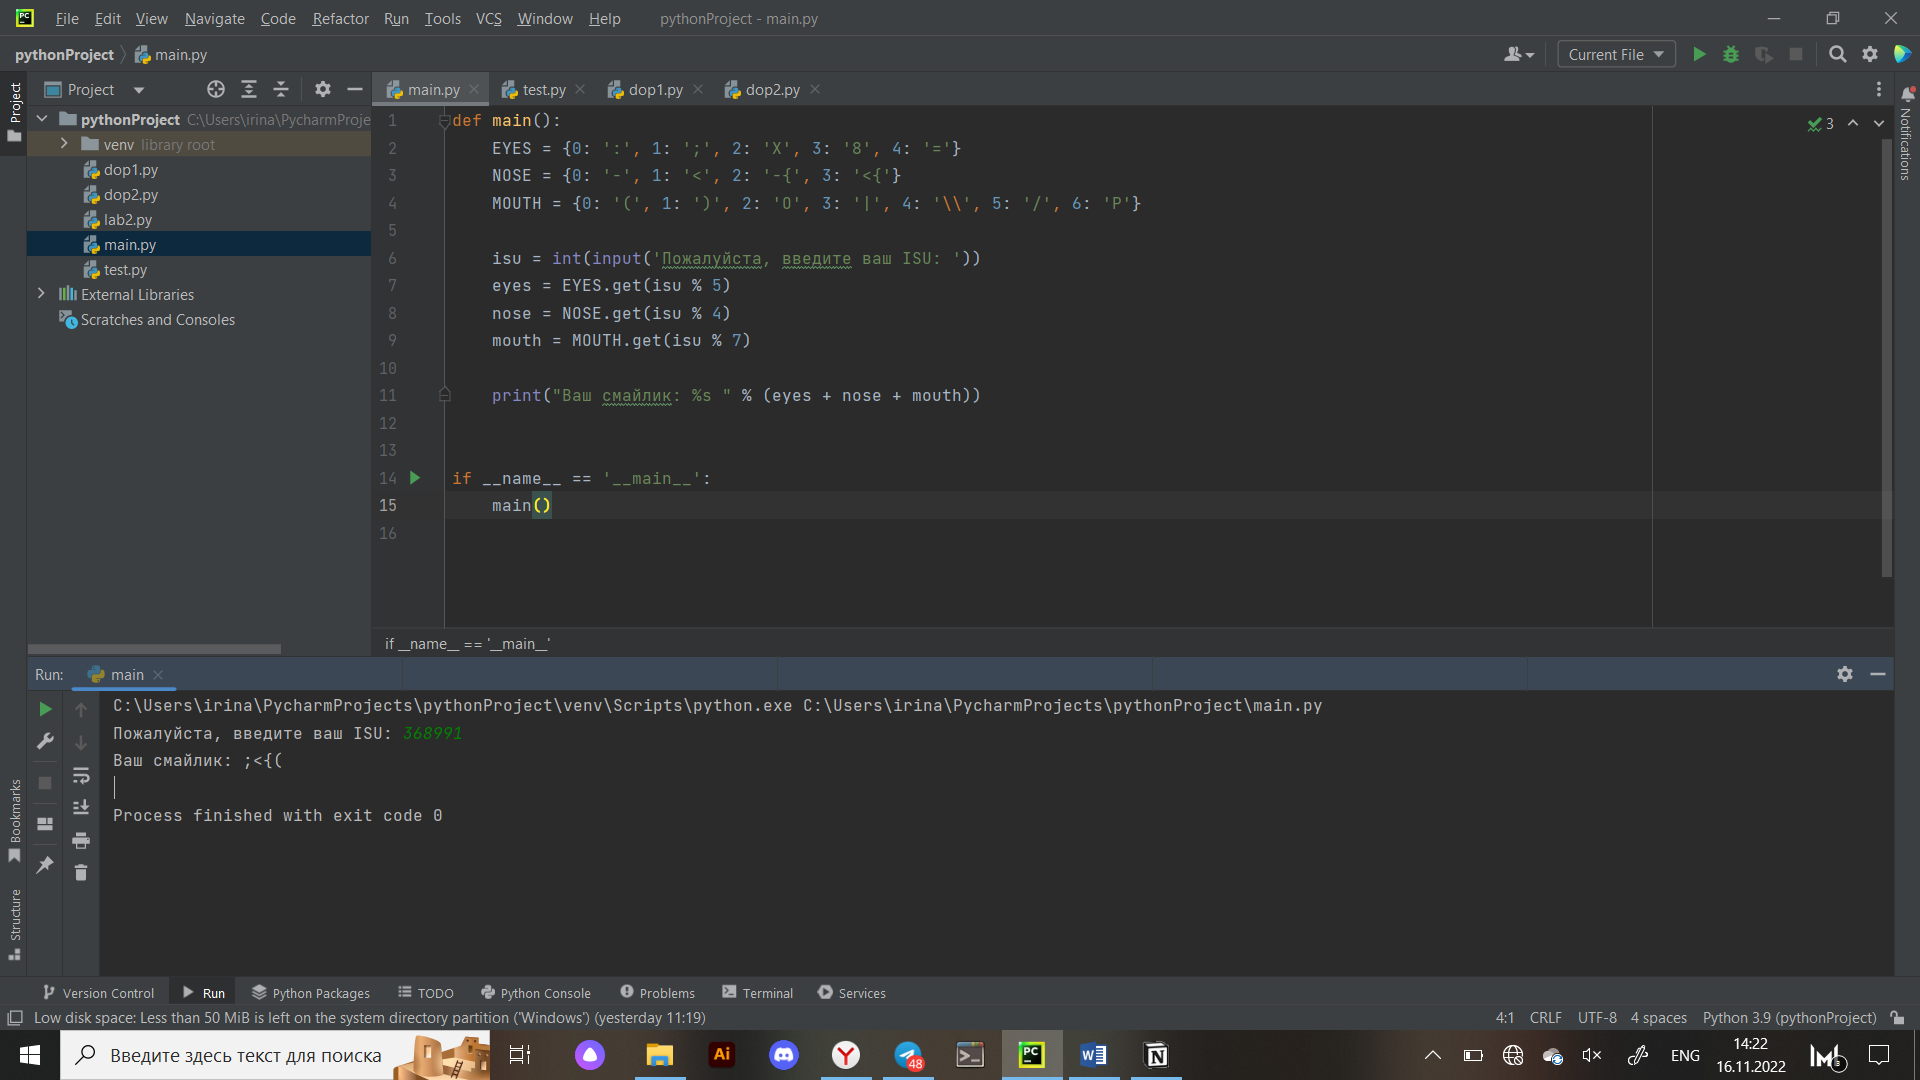 File Edit View Navigate Code Refactor Run Tools VCS Window Help pythonProject - main.py
pythonProject main.py Current File
Project main.py test.py dop1.py dop2.py
pythonProject C:\Users\irina\PycharmProje
venv library root
dop1.py
dop2.py
lab2.py
main.py
test.py
External Libraries
Scratches and Consoles
Project
Bookmarks
Structure
Notifications
3
1 def main():
2 EYES = {0: ':', 1: ';', 2: 'X', 3: '8', 4: '='}
3 NOSE = {0: '-', 1: '<', 2: '-{', 3: '<{'}
4 MOUTH = {0: '(', 1: ')', 2: 'O', 3: '|', 4: '\\', 5: '/', 6: 'P'}
5
6 isu = int(input('Пожалуйста, введите ваш ISU: '))
7 eyes = EYES.get(isu % 5)
8 nose = NOSE.get(isu % 4)
9 mouth = MOUTH.get(isu % 7)
10
11 print("Ваш смайлик: %s " % (eyes + nose + mouth))
12
13
14 if __name__ == '__main__':
15 main()
16
if __name__ == '__main__'
Run: main
C:\Users\irina\PycharmProjects\pythonProject\venv\Scripts\python.exe C:\Users\irina\PycharmProjects\pythonProject\main.py
Пожалуйста, введите ваш ISU: 368991
Ваш смайлик: ;<{(
Process finished with exit code 0
Version Control Run Python Packages TODO Python Console Problems Terminal Services
Low disk space: Less than 50 MiB is left on the system directory partition ('Windows') (yesterday 11:19) 4:1 CRLF UTF-8 4 spaces Python 3.9 (pythonProject)
Введите здесь текст для поиска 48 ENG 14:22
16.11.2022